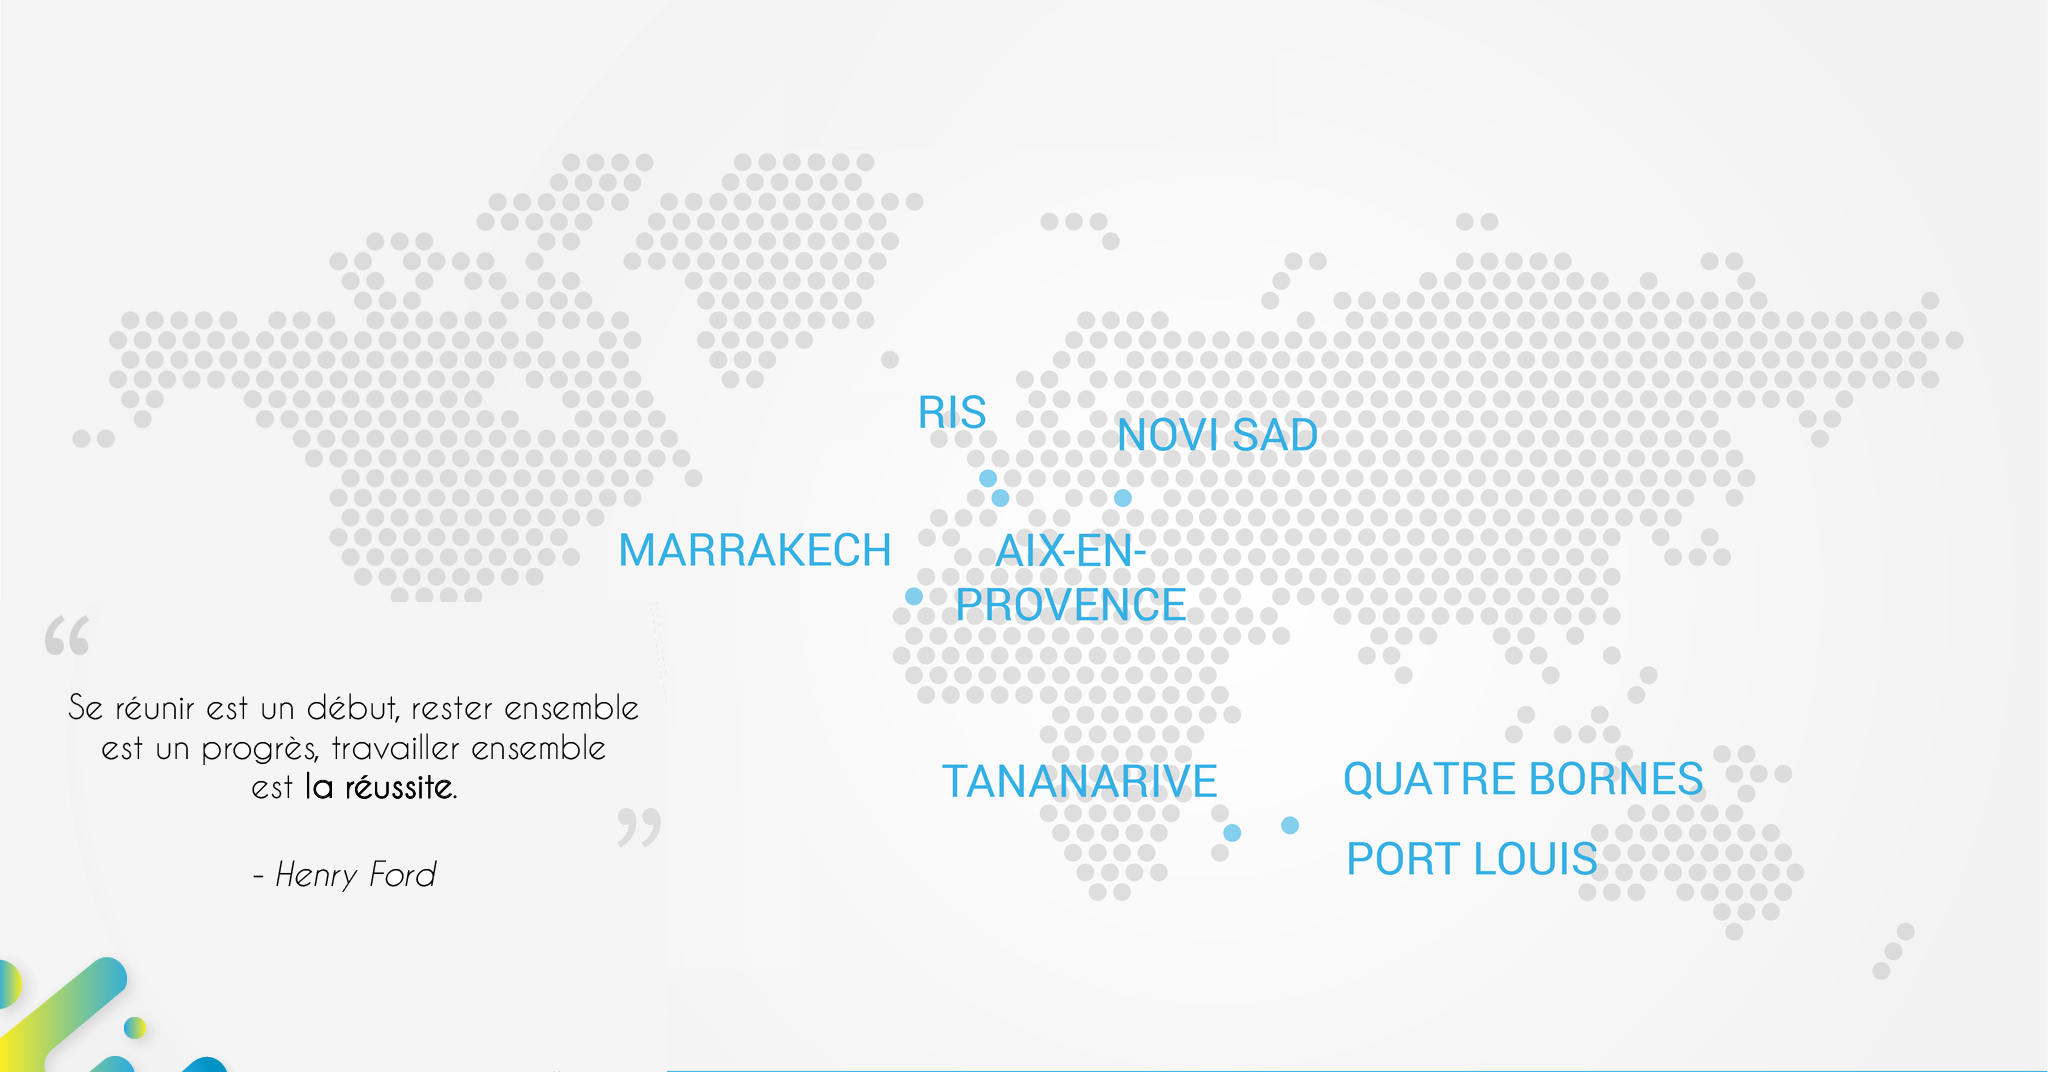 RIS
NOVI SAD
MARRAKECH
AIX-EN-
PROVENCE
TANANARIVE
QUATRE BORNES
PORT LOUIS
“
Se réunir est un début, rester ensemble
est un progrès, travailler ensemble
est la réussite.
”
- Henry Ford